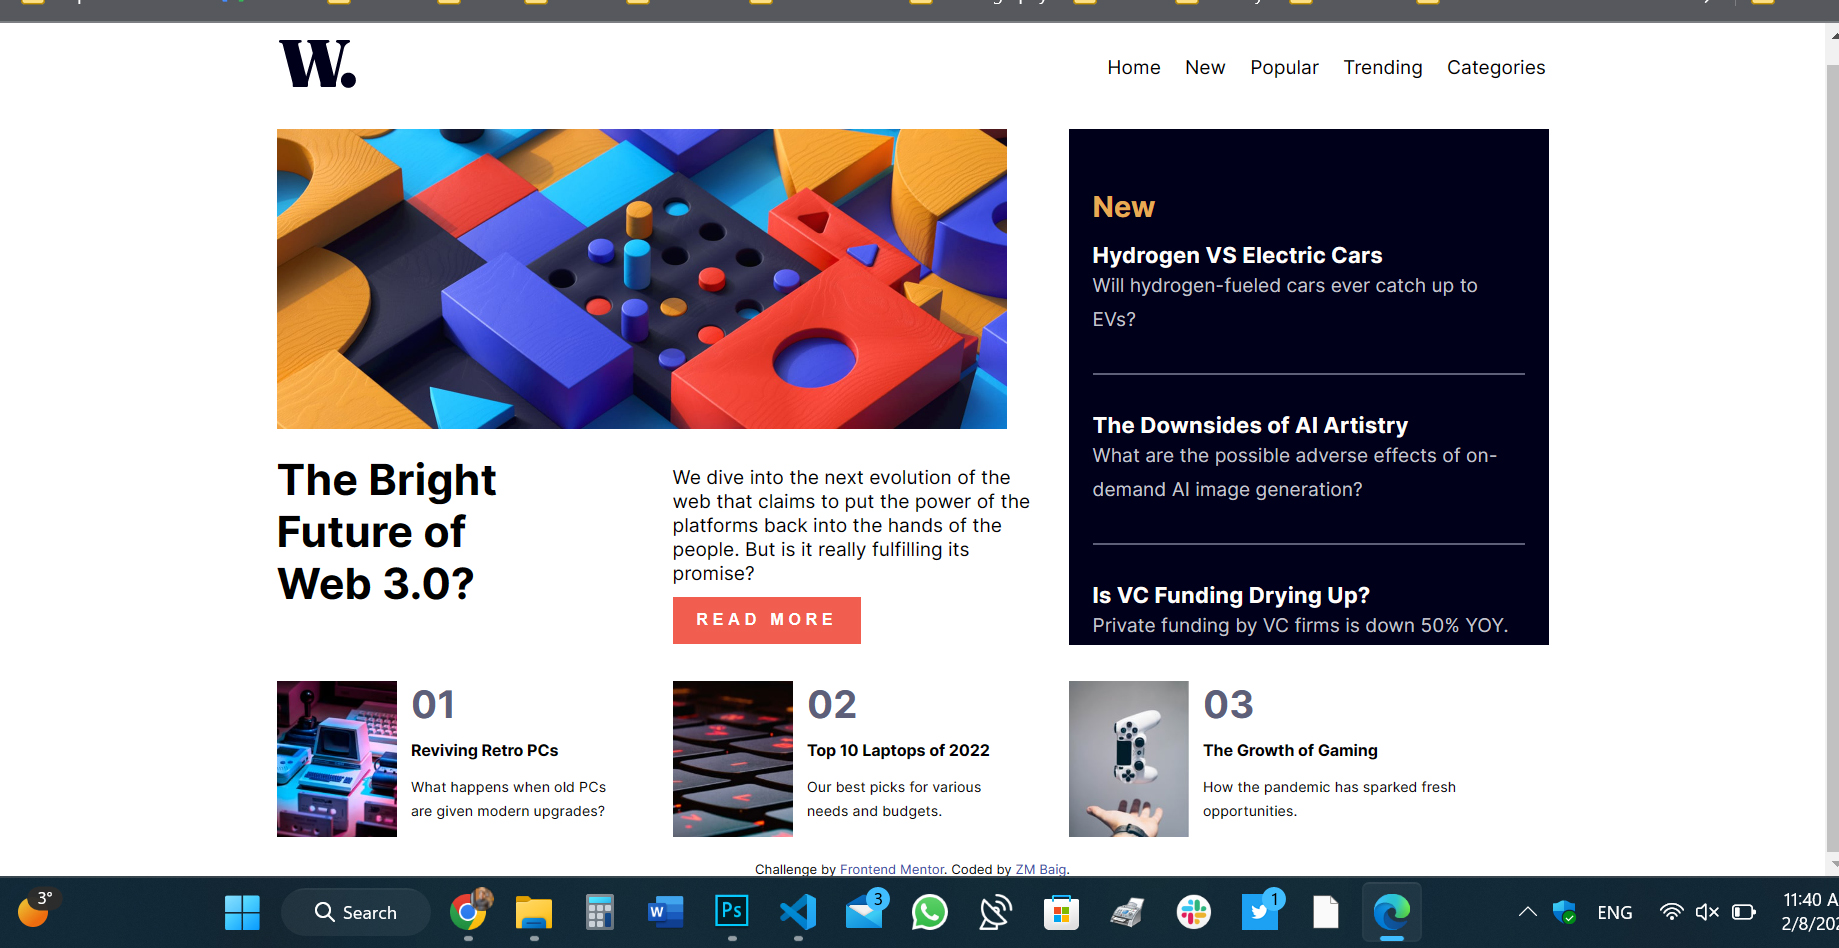 W.
Home New Popular Trending Categories
New
Hydrogen VS Electric Cars
Will hydrogen-fueled cars ever catch up to
EVs?
The Downsides of AI Artistry
What are the possible adverse effects of on-
demand AI image generation?
Is VC Funding Drying Up?
Private funding by VC firms is down 50% YOY.
The Bright
Future of
Web 3.0?
We dive into the next evolution of the
web that claims to put the power of the
platforms back into the hands of the
people. But is it really fulfilling its
promise?
READ MORE
01
Reviving Retro PCs
What happens when old PCs
are given modern upgrades?
02
Top 10 Laptops of 2022
Our best picks for various
needs and budgets.
03
The Growth of Gaming
How the pandemic has sparked fresh
opportunities.
Challenge by Frontend Mentor. Coded by ZM Baig.
3°
Search
W
Ps
3
1
ENG
11:40 A
2/8/202